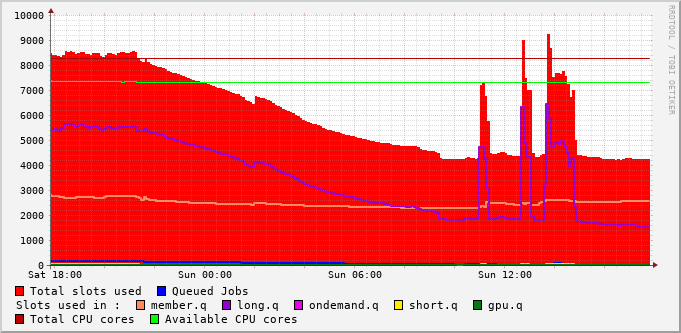 10000
9000
8000
7000
6000
5000
4000
3000
2000
1000
0
Sat 18:00 Sun 00:00 Sun 06:00 Sun 12:00
Total slots used Queued Jobs
Slots used in : member.q long.q ondemand.q short.q gpu.q
Total CPU cores Available CPU cores
RRDTOOL / TOBI OETIKER